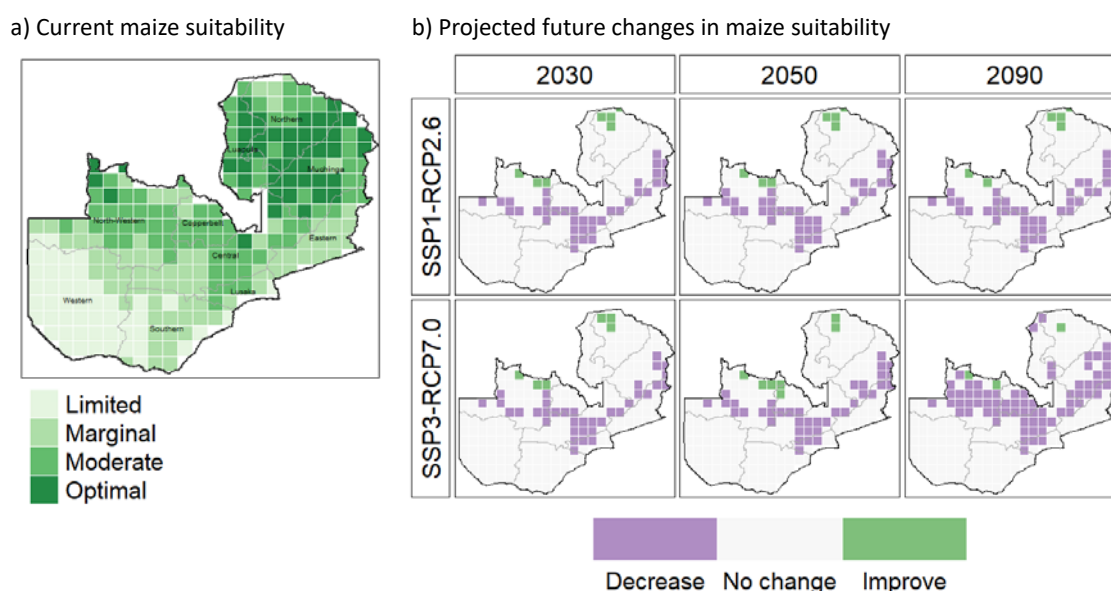 a) Current maize suitability
b) Projected future changes in maize suitability
Northern
Luapula
Muchinga
North-Western
Copperbelt
Eastern
Central
Western
Lusaka
Southern
Limited
Marginal
Moderate
Optimal
2030
2050
2090
SSP1-RCP2.6
SSP3-RCP7.0
Decrease
No change
Improve